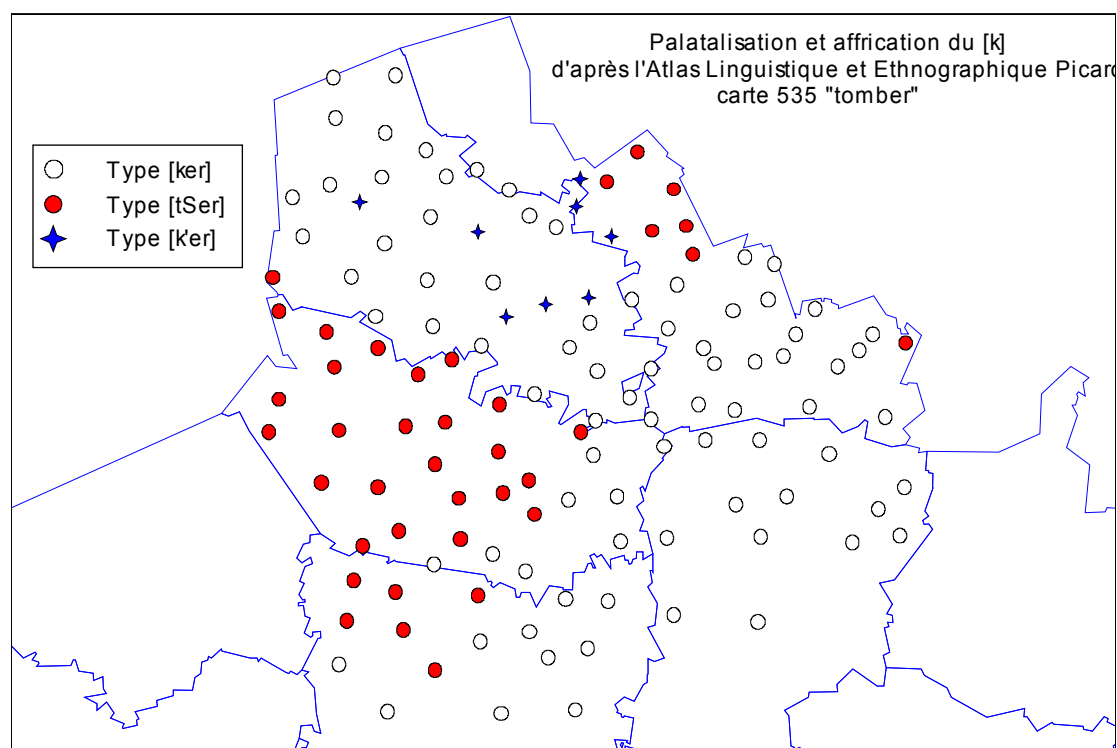 Palatalisation et affrication du [k]
d'après l'Atlas Linguistique et Ethnographique Picard
carte 535 "tomber"
Type [ker]
Type [tSer]
Type [k'er]